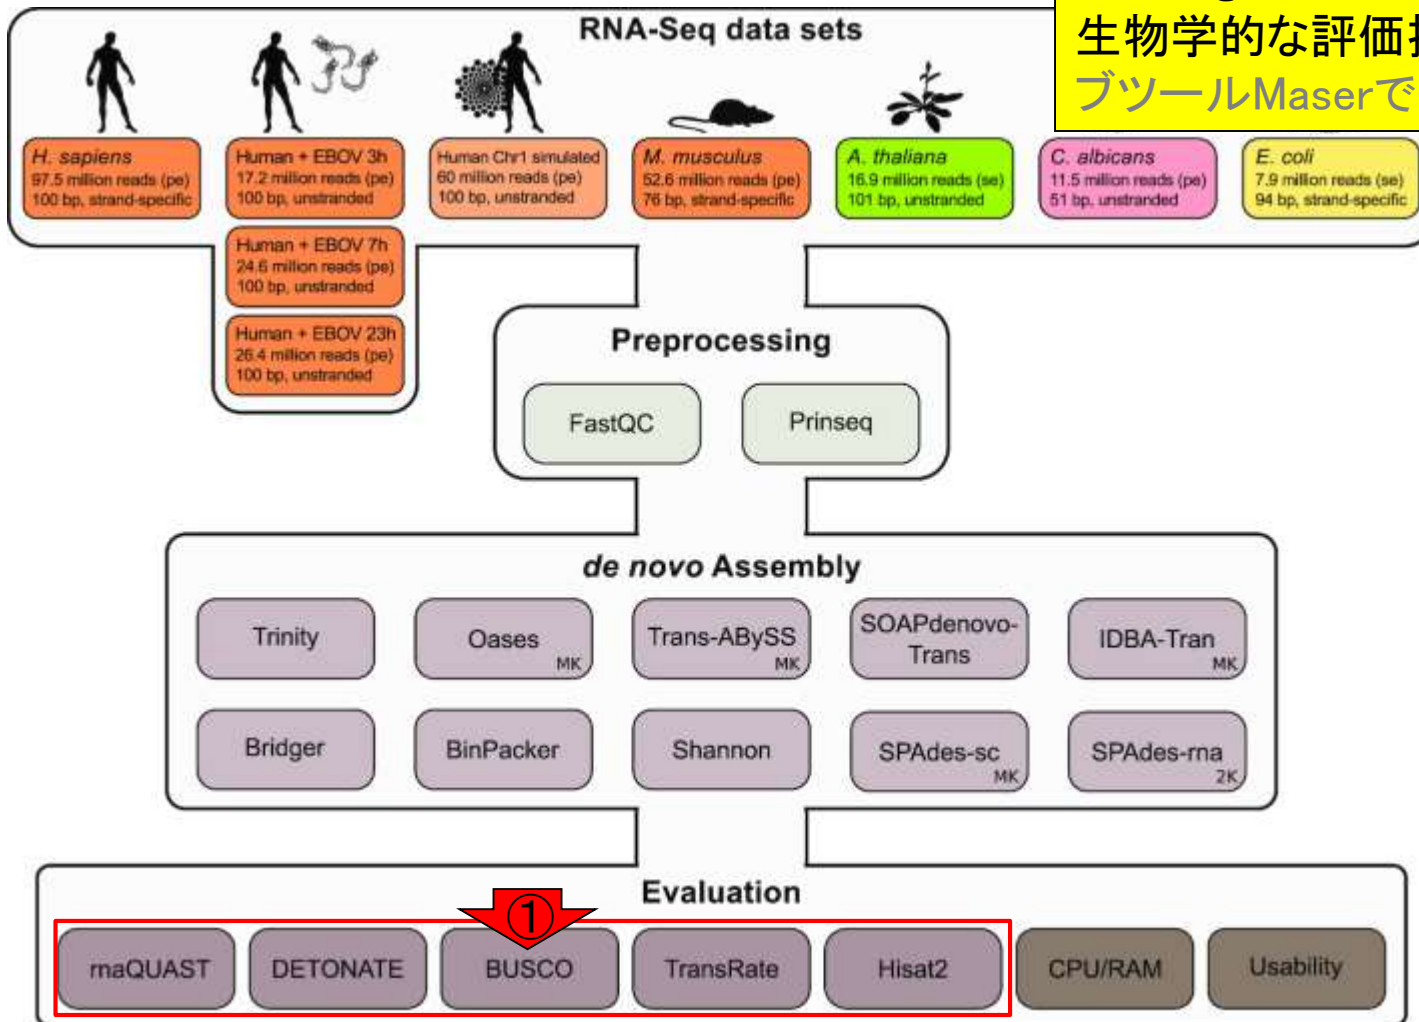 RNA-Seq data sets
生物学的な評価
ブツールMaserで
H. sapiens
97.5 million reads (pe)
100 bp, strand-specific
Human + EBOV 3h
17.2 million reads (pe)
100 bp, unstranded
Human Chr1 simulated
60 million reads (pe)
100 bp, unstranded
M. musculus
52.6 million reads (pe)
76 bp, strand-specific
A. thaliana
16.9 million reads (se)
101 bp, unstranded
C. albicans
11.5 million reads (pe)
51 bp, unstranded
E. coli
7.9 million reads (se)
94 bp, strand-specific
Human + EBOV 7h
24.6 million reads (pe)
100 bp, unstranded
Human + EBOV 23h
26.4 million reads (pe)
100 bp, unstranded
Preprocessing
FastQC
Prinseq
de novo Assembly
Trinity
Oases
MK
Trans-ABySS
MK
SOAPdenovo-
Trans
IDBA-Tran
MK
Bridger
BinPacker
Shannon
SPAdes-sc
MK
SPAdes-rna
2K
Evaluation
①
rnaQUAST
DETONATE
BUSCO
TransRate
Hisat2
CPU/RAM
Usability